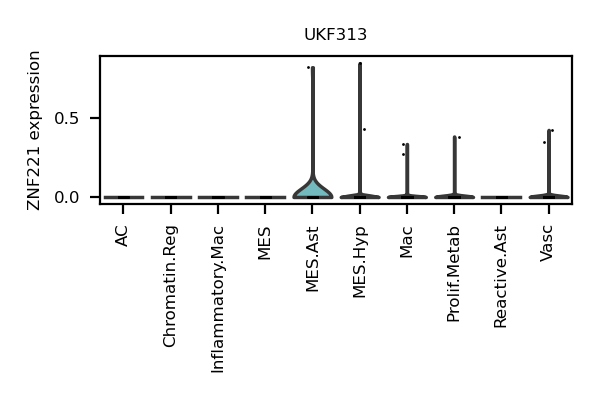 UKF313
ZNF221 expression
0.5
0.0
AC
Chromatin.Reg
Inflammatory.Mac
MES
MES.Ast
MES.Hyp
Mac
Prolif.Metab
Reactive.Ast
Vasc